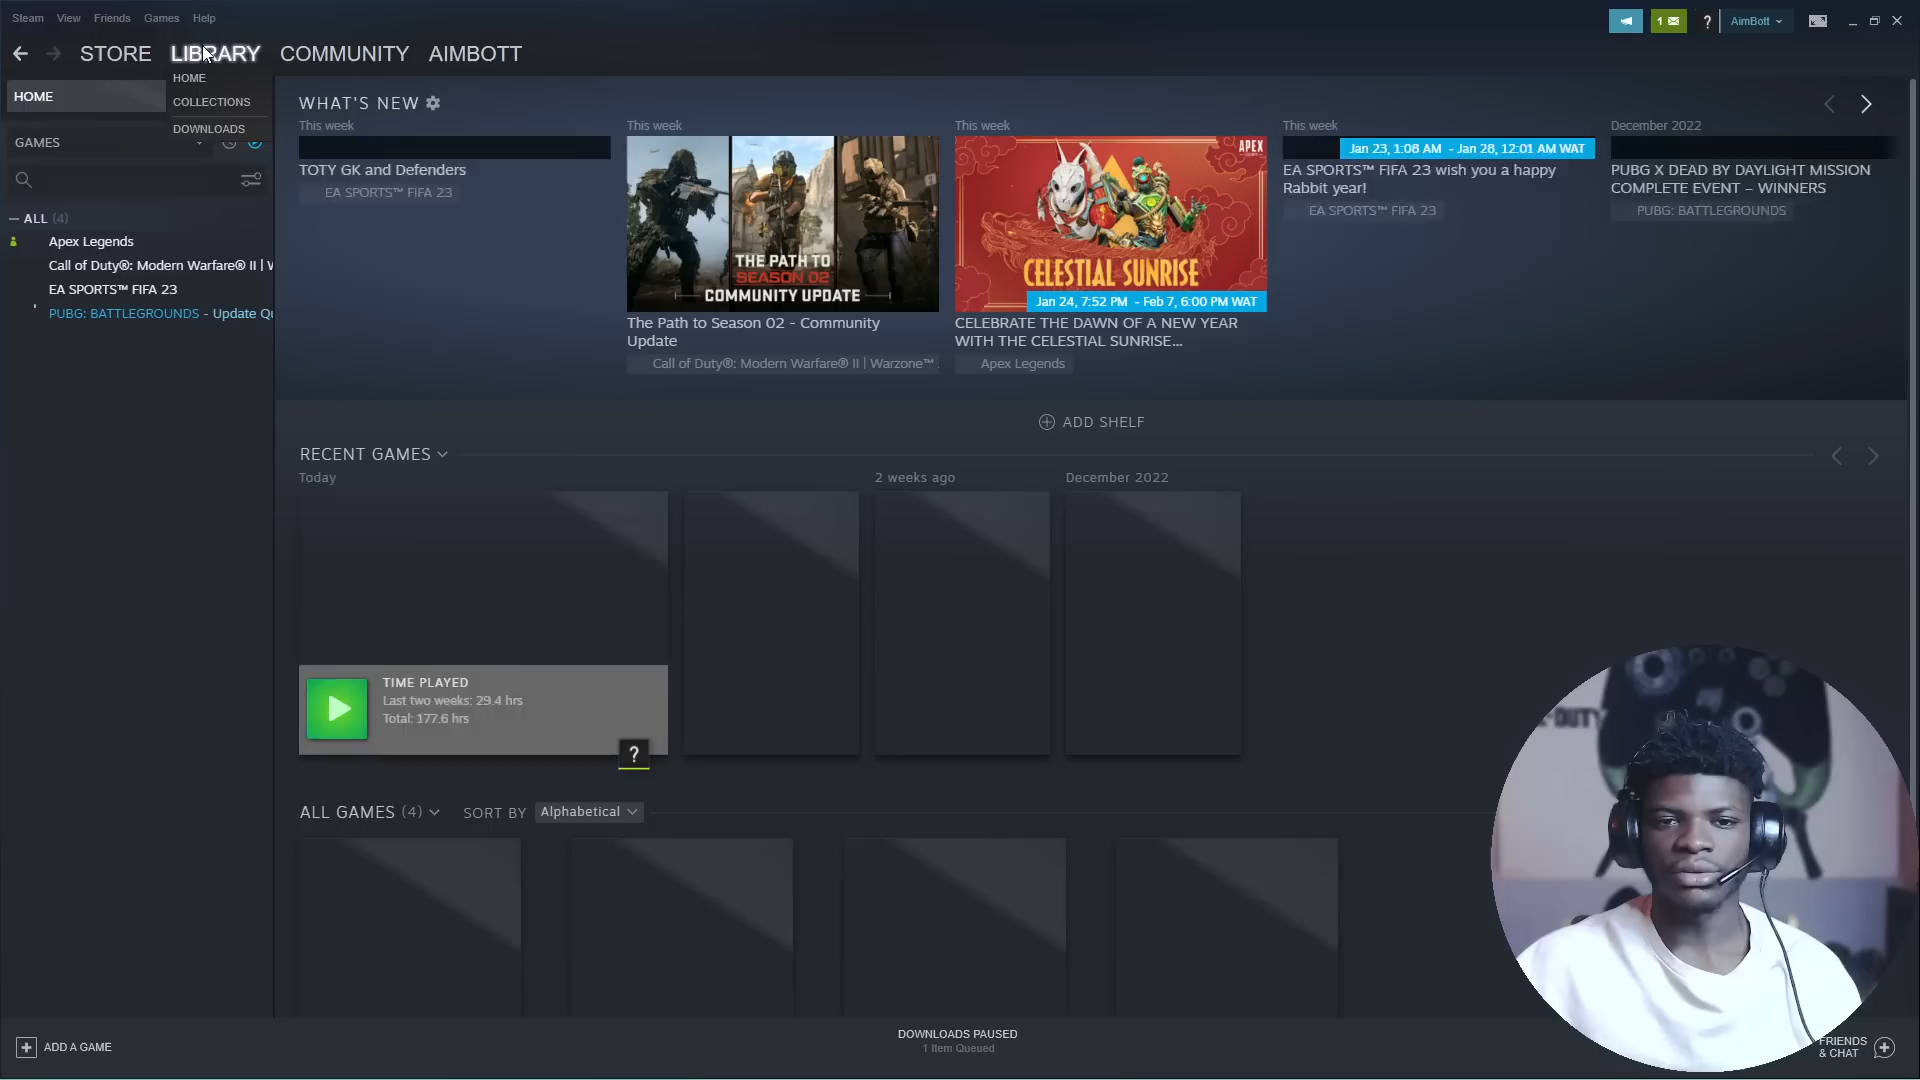 Steam View Friends Games Help
1
?
AimBott
STORE LIBRARY COMMUNITY AIMBOTT
HOME
COLLECTIONS
DOWNLOADS
HOME
GAMES
— ALL (4)
Apex Legends
Call of Duty®: Modern Warfare® II | W
EA SPORTS™ FIFA 23
PUBG: BATTLEGROUNDS - Update Qu
WHAT'S NEW
This week
TOTY GK and Defenders
EA SPORTS™ FIFA 23
This week
THE PATH TO
SEASON 02
COMMUNITY UPDATE
The Path to Season 02 - Community
Update
Call of Duty®: Modern Warfare® II | Warzone™
This week
APEX
CELESTIAL SUNRISE
Jan 24, 7:52 PM - Feb 7, 6:00 PM WAT
CELEBRATE THE DAWN OF A NEW YEAR
WITH THE CELESTIAL SUNRISE...
Apex Legends
This week
Jan 23, 1:08 AM - Jan 28, 12:01 AM WAT
EA SPORTS™ FIFA 23 wish you a happy
Rabbit year!
EA SPORTS™ FIFA 23
December 2022
PUBG X DEAD BY DAYLIGHT MISSION
COMPLETE EVENT – WINNERS
PUBG: BATTLEGROUNDS
ADD SHELF
RECENT GAMES
Today
2 weeks ago
December 2022
TIME PLAYED
Last two weeks: 29.4 hrs
Total: 177.6 hrs
?
ALL GAMES (4) SORT BY Alphabetical
ADD A GAME
DOWNLOADS PAUSED
1 Item Queued
FRIENDS
& CHAT